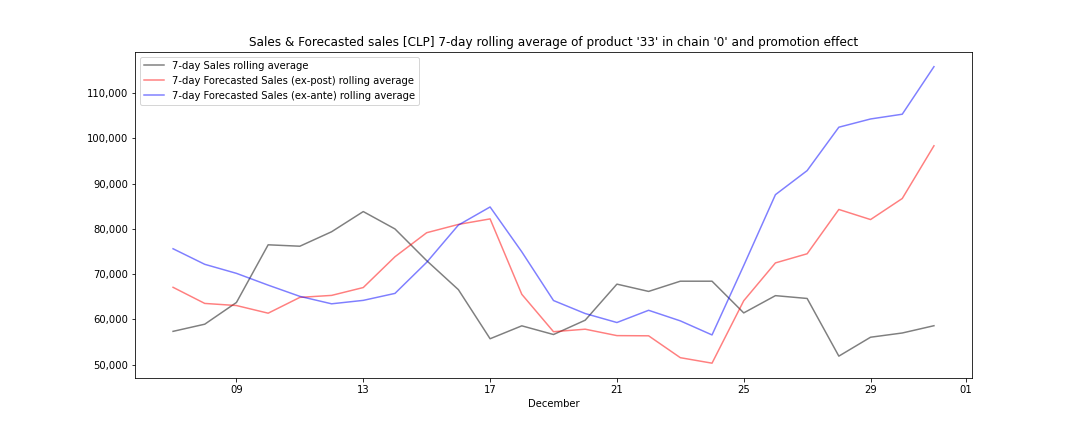 Sales & Forecasted sales [CLP] 7-day rolling average of product '33' in chain '0' and promotion effect
7-day Sales rolling average
7-day Forecasted Sales (ex-post) rolling average
7-day Forecasted Sales (ex-ante) rolling average
110,000
100,000
90,000
80,000
70,000
60,000
50,000
09 13 17 21 25 29 01
December